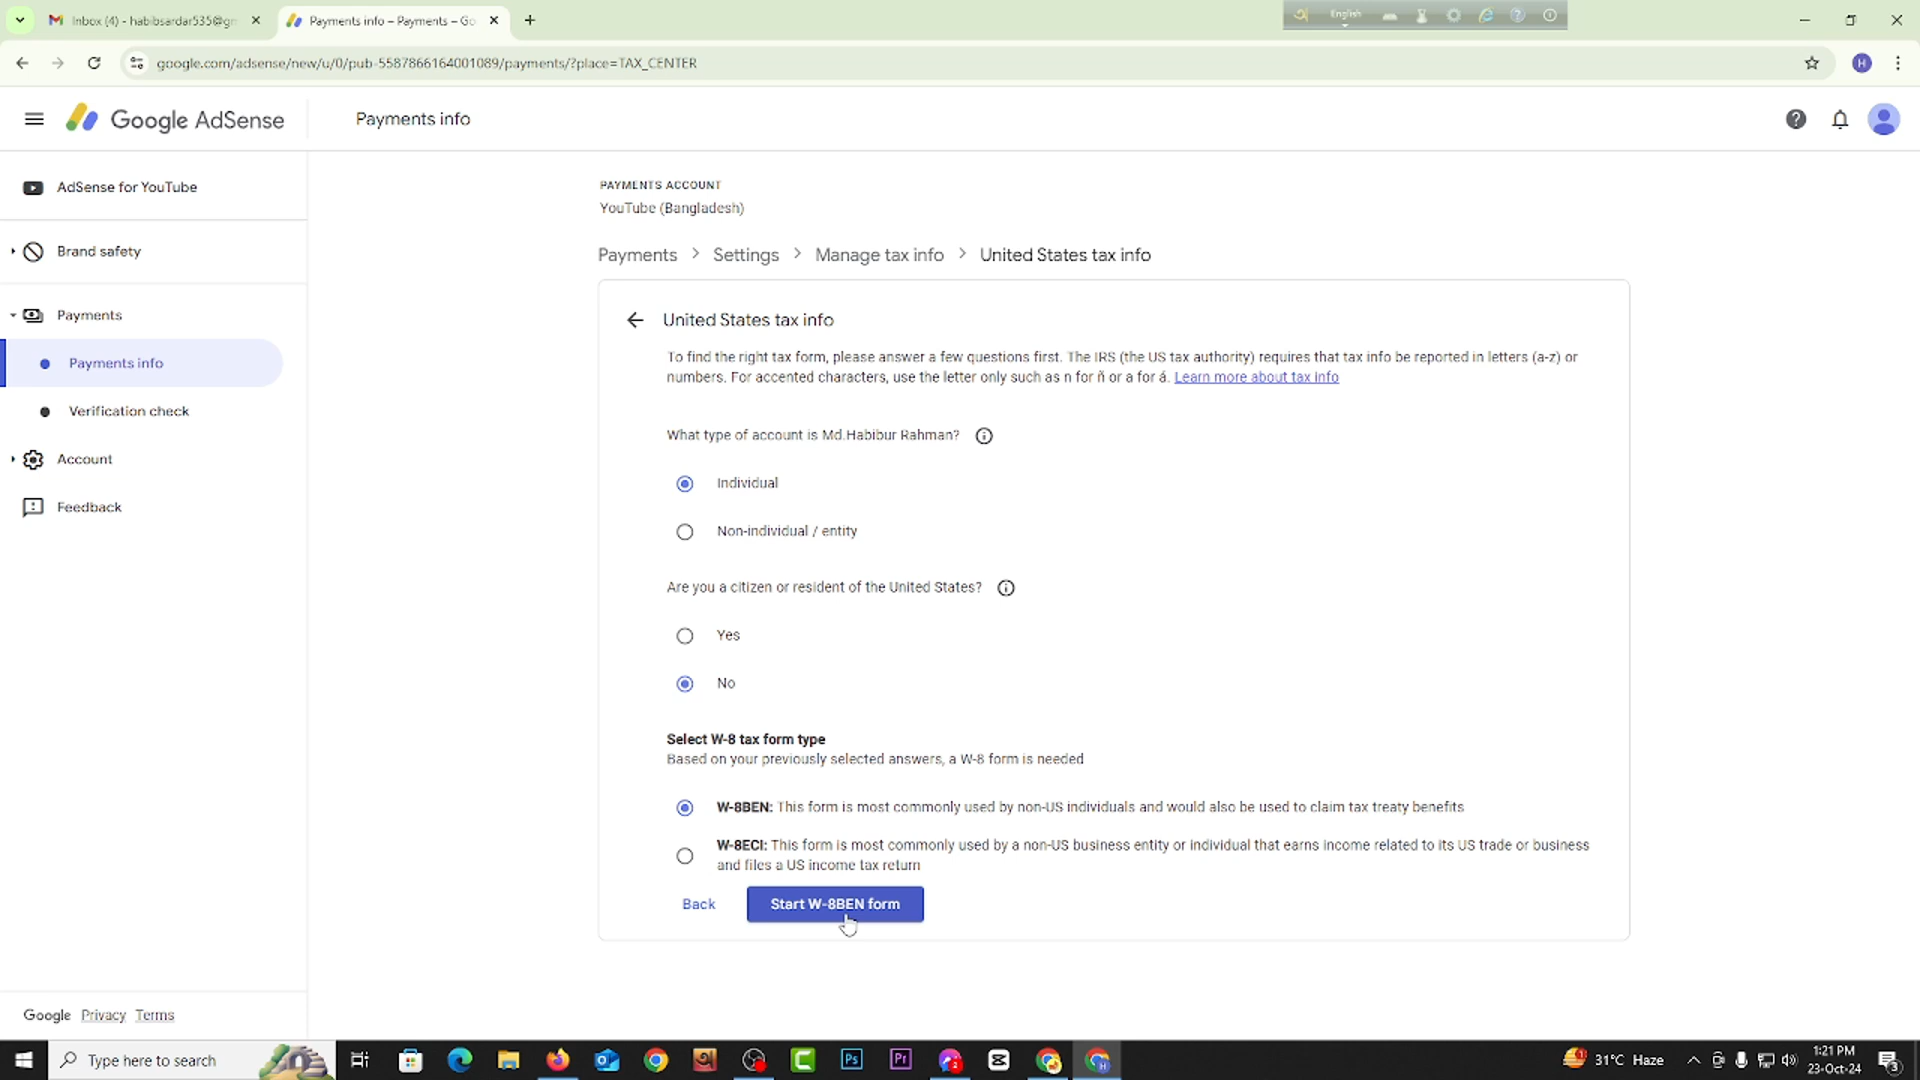 Inbox (4) - habibsardar535@gm
Payments info – Payments – Go
English
google.com/adsense/new/u/0/pub-5587866164001089/payments/?place=TAX_CENTER
H
Google AdSense
Payments info
AdSense for YouTube
Brand safety
Payments
Payments info
Verification check
Account
Feedback
PAYMENTS ACCOUNT
YouTube (Bangladesh)
Payments > Settings > Manage tax info > United States tax info
United States tax info
To find the right tax form, please answer a few questions first. The IRS (the US tax authority) requires that tax info be reported in letters (a-z) or
numbers. For accented characters, use the letter only such as n for ñ or a for á. Learn more about tax info
What type of account is Md.Habibur Rahman?
Individual
Non-individual / entity
Are you a citizen or resident of the United States?
Yes
No
Select W-8 tax form type
Based on your previously selected answers, a W-8 form is needed
W-8BEN: This form is most commonly used by non-US individuals and would also be used to claim tax treaty benefits
W-8ECI: This form is most commonly used by a non-US business entity or individual that earns income related to its US trade or business
and files a US income tax return
Back
Start W-8BEN form
Google Privacy Terms
Type here to search
Ps
Pr
31°C Haze
1:21 PM
23-Oct-24
3